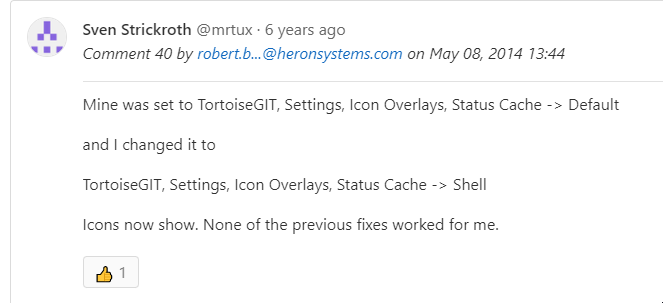 Sven Strickroth @mrtux · 6 years ago
Comment 40 by robert.b...@heronsystems.com on May 08, 2014 13:44
Mine was set to TortoiseGIT, Settings, Icon Overlays, Status Cache -> Default
and I changed it to
TortoiseGIT, Settings, Icon Overlays, Status Cache -> Shell
Icons now show. None of the previous fixes worked for me.
👍 1